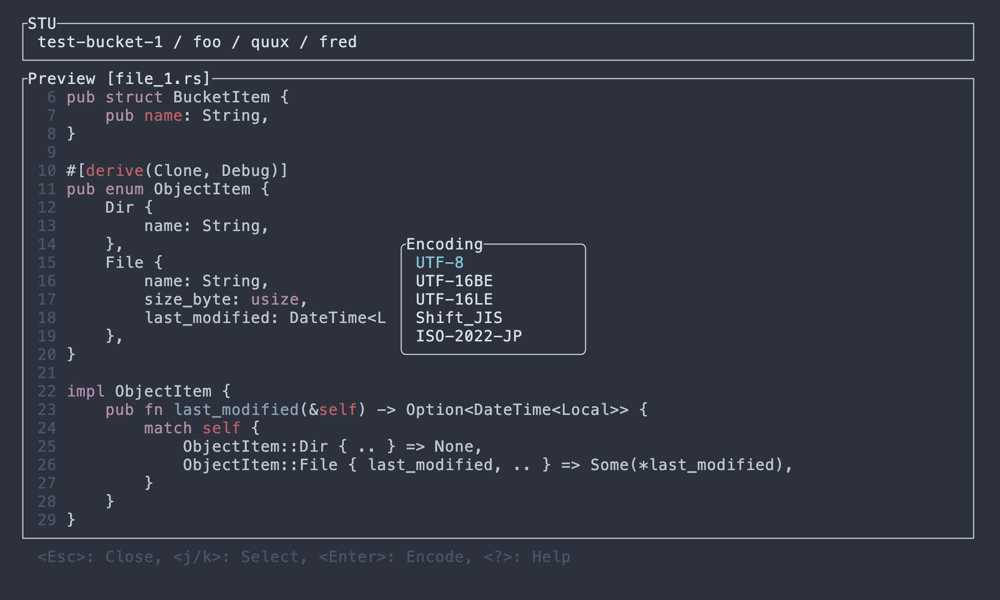 STU
test-bucket-1 / foo / quux / fred
Preview [file_1.rs]
6 pub struct BucketItem {
7     pub name: String,
8 }
9
10 #[derive(Clone, Debug)]
11 pub enum ObjectItem {
12     Dir {
13         name: String,
14     },
15     File {
16         name: String,
17         size_byte: usize,
18         last_modified: DateTime<L
19     },
20 }
21
22 impl ObjectItem {
23     pub fn last_modified(&self) -> Option<DateTime<Local>> {
24         match self {
25             ObjectItem::Dir { .. } => None,
26             ObjectItem::File { last_modified, .. } => Some(*last_modified),
27         }
28     }
29 }
Encoding
UTF-8
UTF-16BE
UTF-16LE
Shift_JIS
ISO-2022-JP
<Esc>: Close, <j/k>: Select, <Enter>: Encode, <?>: Help